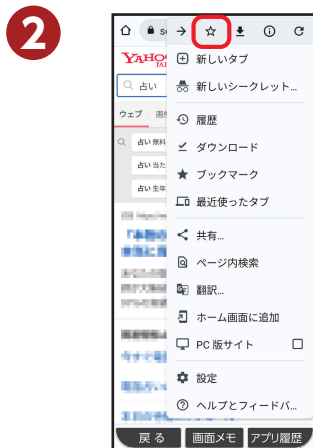 2
YAHOO
JA
占い
新しいタブ
新しいシークレット...
ウェブ
履歴
占い 無料
ダウンロード
占い 当た
ブックマーク
占い 生年
最近使ったタブ
共有...
ページ内検索
翻訳...
ホーム画面に追加
PC 版サイト
設定
ヘルプとフィードバ...
戻 る
画面メモ
アプリ履歴